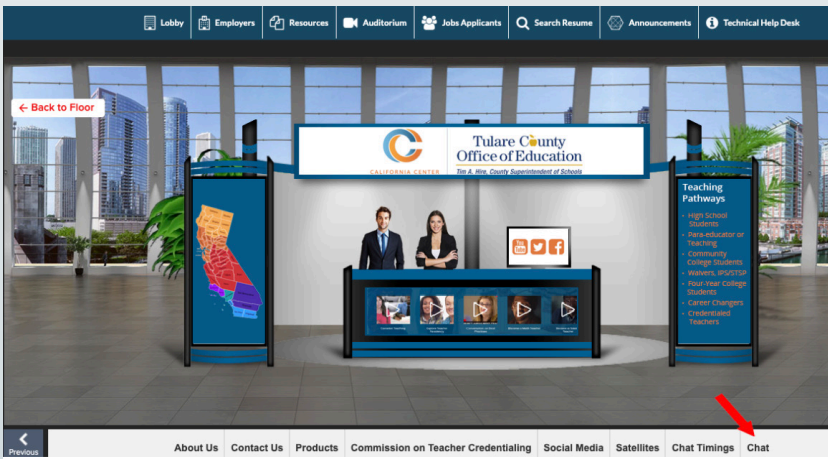 Lobby
Employers
Resources
Auditorium
Jobs Applicants
Search Resume
Announcements
Technical Help Desk
← Back to Floor
CALIFORNIA CENTER
Tulare County
Office of Education
Tim A. Hire, County Superintendent of Schools
Teaching
Pathways
- High School
Students
- Para-educator or
Teaching
- Community
College Students
- Waivers, IPS/STSP
- Four-Year College
Students
- Career Changers
- Credentialed
Teachers
You
Tube
Previous
About Us
Contact Us
Products
Commission on Teacher Credentialing
Social Media
Satellites
Chat Timings
Chat